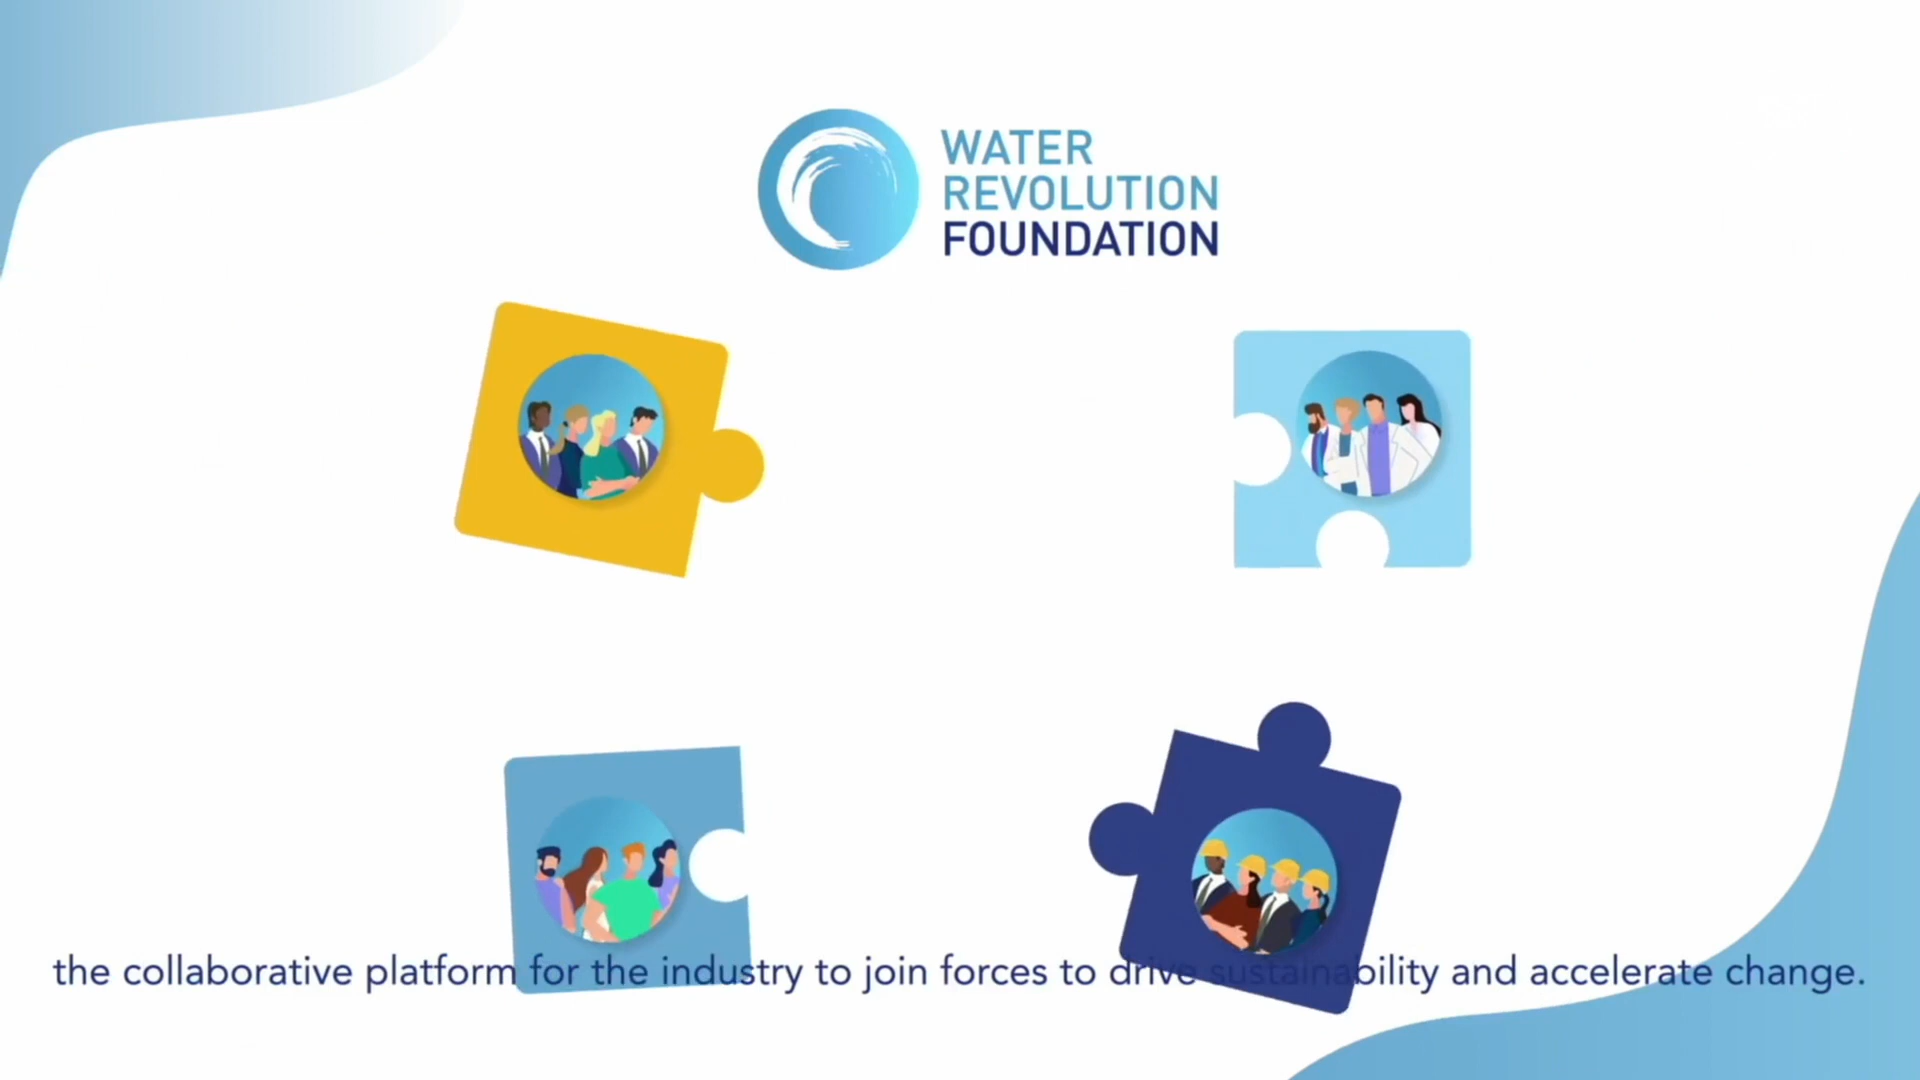 WATER
REVOLUTION
FOUNDATION
the collaborative platform for the industry to join forces to drive sustainability and accelerate change.